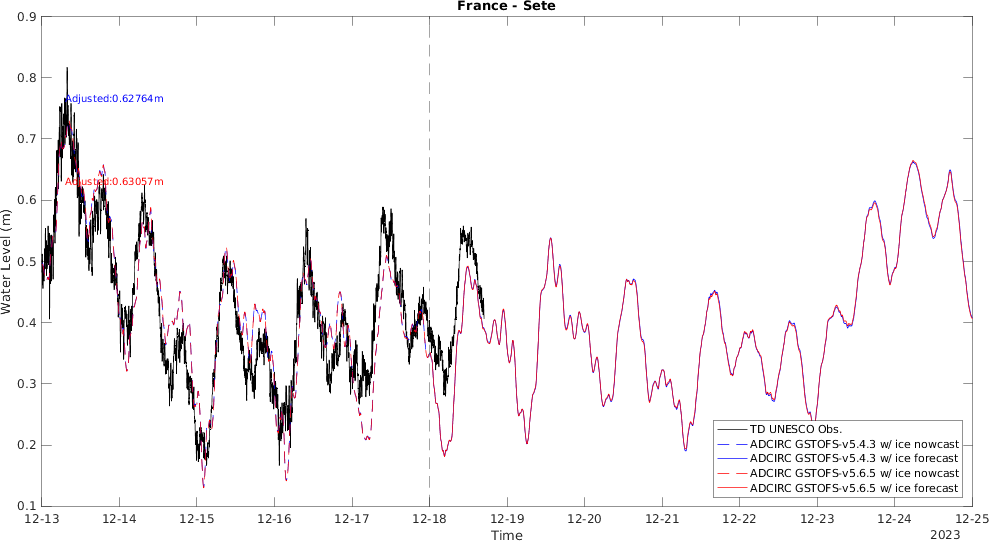 France - Sete
0.9
0.8
0.7
0.6
0.5
0.4
0.3
0.2
0.1
Water Level (m)
Adjusted:0.62764m
Adjusted:0.63057m
TD UNESCO Obs.
ADCIRC GSTOFS-v5.4.3 w/ ice nowcast
ADCIRC GSTOFS-v5.4.3 w/ ice forecast
ADCIRC GSTOFS-v5.6.5 w/ ice nowcast
ADCIRC GSTOFS-v5.6.5 w/ ice forecast
12-13 12-14 12-15 12-16 12-17 12-18 12-19 12-20 12-21 12-22 12-23 12-24 12-25
Time
2023